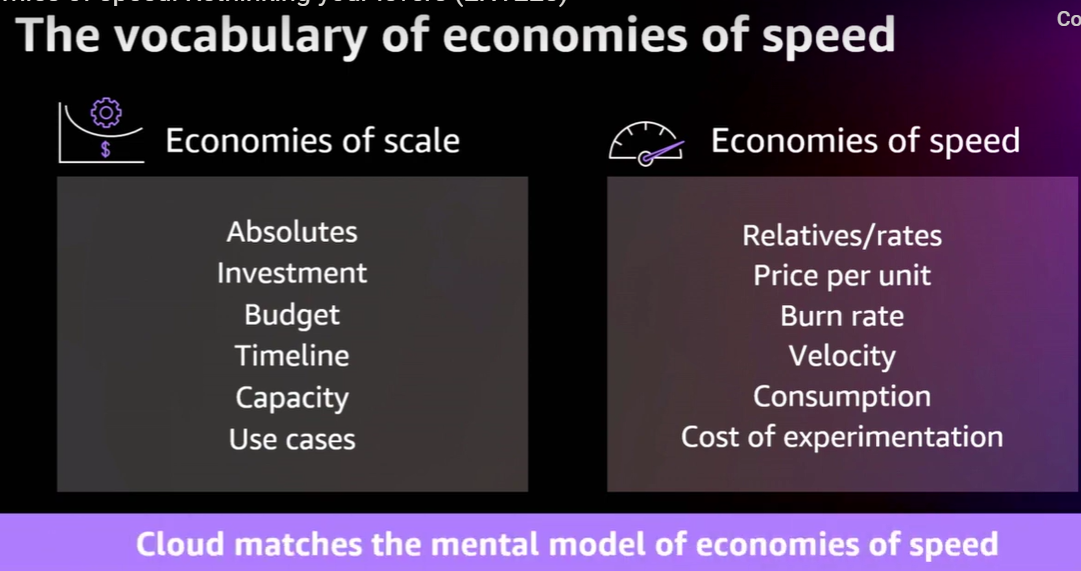 The vocabulary of economies of speed
Co
$
Economies of scale
Absolutes
Investment
Budget
Timeline
Capacity
Use cases
Economies of speed
Relatives/rates
Price per unit
Burn rate
Velocity
Consumption
Cost of experimentation
Cloud matches the mental model of economies of speed